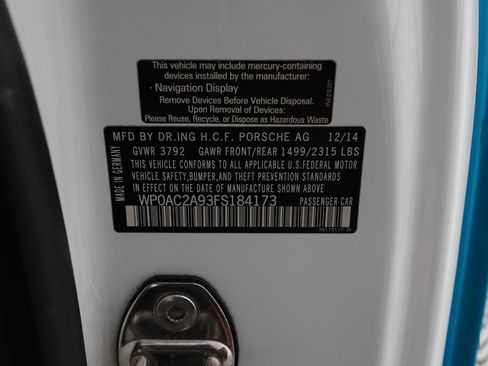 This vehicle may include mercury-containing
devices installed by the manufacturer:
· Navigation Display
Remove Devices Before Vehicle Disposal.
Upon Removal of Devices:
Please Reuse, Recycle, or Dispose as Hazardous Waste
MFD BY DR.ING H.C.F. PORSCHE AG 12/14
GVWR 3792 GAWR FRONT/REAR 1499/2315 LBS
THIS VEHICLE CONFORMS TO ALL APPLICABLE U.S.FEDERAL MOTOR
VEHICLE SAFETY,BUMPER,AND THEFT PREVENTION STANDARDS
IN EFFECT ON THE DATE OF MANUFACTURE SHOWN ABOVE.
WP0AC2A93FS184173 PASSENGER CAR
MADE IN GERMANY